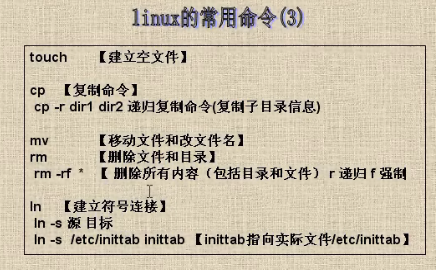 linux的常用命令(3)
touch 【建立空文件】
cp 【复制命令】
cp -r dir1 dir2 递归复制命令(复制子目录信息)
mv 【移动文件和改文件名】
rm 【删除文件和目录】
rm -rf * 【 删除所有内容（包括目录和文件） r 递归 f 强制
ln 【建立符号连接】
ln -s 源 目标
ln -s /etc/inittab inittab 【inittab指向实际文件/etc/inittab】